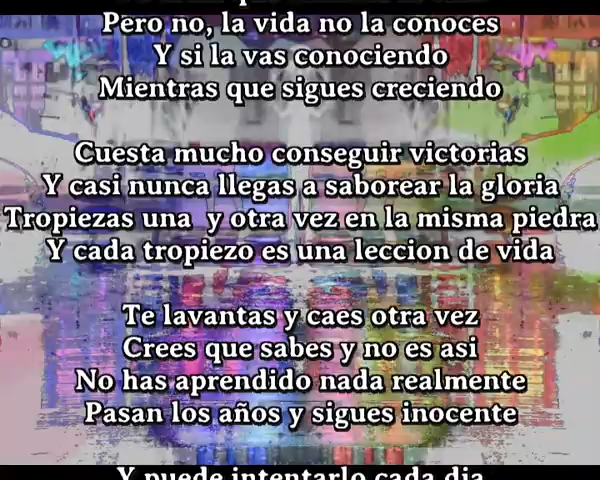 Pero no, la vida no la conoces
Y si la vas conociendo
Mientras que sigues creciendo
Cuesta mucho conseguir victorias
Y casi nunca llegas a saborear la gloria
Tropiezas una y otra vez en la misma piedra
Y cada tropiezo es una leccion de vida
Te lavantas y caes otra vez
Crees que sabes y no es asi
No has aprendido nada realmente
Pasan los años y sigues inocente
Y puede intentarlo cada dia